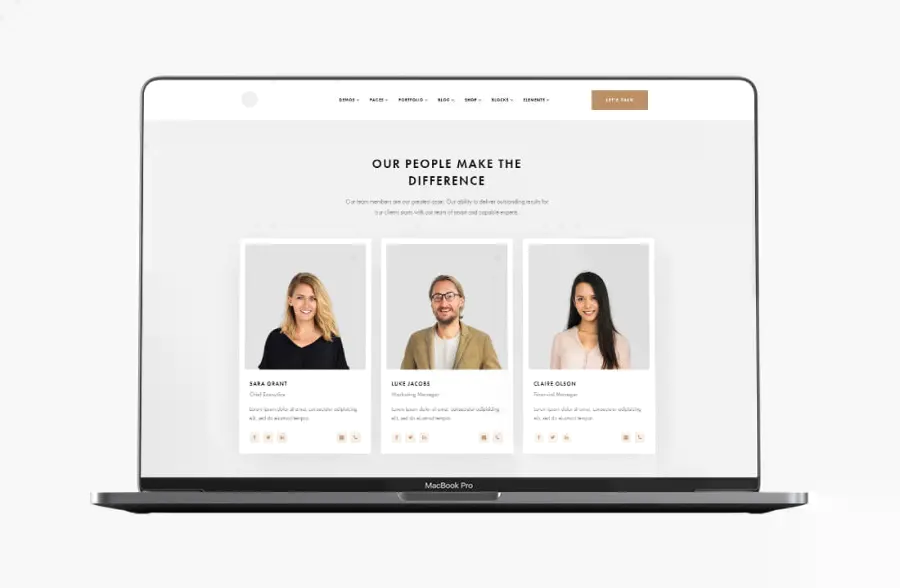 DEMOS PAGES PORTFOLIO BLOG SHOP BLOCKS ELEMENTS LET'S TALK
OUR PEOPLE MAKE THE
DIFFERENCE
Our team members are our greatest asset. Our ability to deliver outstanding results for
our clients starts with our team of smart and capable experts.
SARA GRANT
Chief Executive
Lorem ipsum dolor sit amet, consectetur adipisicing
elit, sed do eiusmod tempor.
LUKE JACOBS
Marketing Manager
Lorem ipsum dolor sit amet, consectetur adipisicing
elit, sed do eiusmod tempor.
CLAIRE OLSON
Financial Manager
Lorem ipsum dolor sit amet, consectetur adipisicing
elit, sed do eiusmod tempor.
MacBook Pro